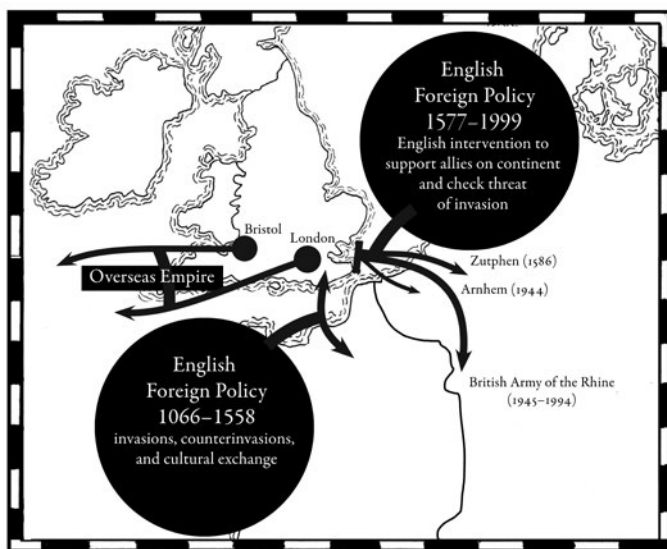 English
Foreign Policy
1577–1999
English intervention to
support allies on continent
and check threat
of invasion
Bristol
London
Zutphen (1586)
Overseas Empire
Arnhem (1944)
English
Foreign Policy
1066–1558
invasions, counterinvasions,
and cultural exchange
British Army of the Rhine
(1945–1994)